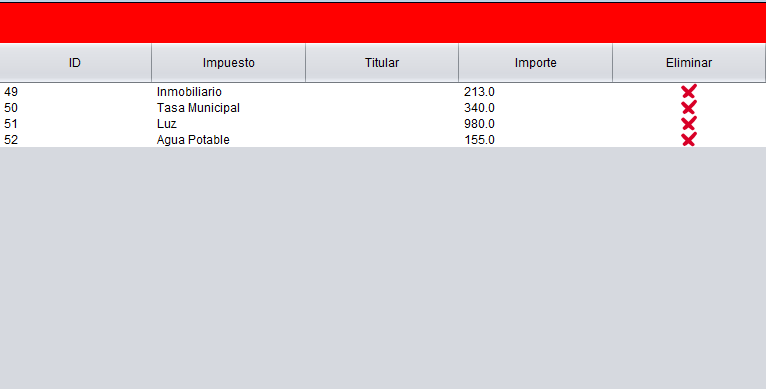 ID Impuesto Titular Importe Eliminar
49 Inmobiliario 213.0
50 Tasa Municipal 340.0
51 Luz 980.0
52 Agua Potable 155.0